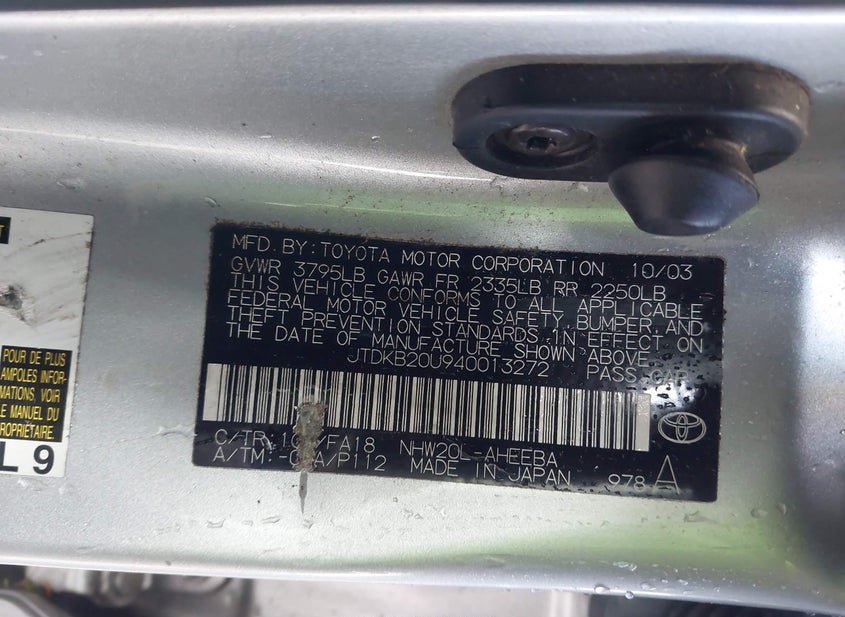 MFD. BY: TOYOTA MOTOR CORPORATION 10/03
GVWR 3795LB GAWR FR 2335LB RR 2250LB
THIS VEHICLE CONFORMS TO ALL APPLICABLE
FEDERAL MOTOR VEHICLE SAFETY, BUMPER, AND
THEFT PREVENTION STANDARDS IN EFFECT ON
THE DATE OF MANUFACTURE SHOWN ABOVE.
JTDKB20U940013272 PASS. CAR
C/TR: FA18 NHW20L-AHEEBA
A/TM: P112 MADE IN JAPAN 978 A
POUR DE PLUS
AMPOLES INFOR-
MATIONS, VOIR
LE MANUEL DU
PROPRIÉTAIRE.
L 9